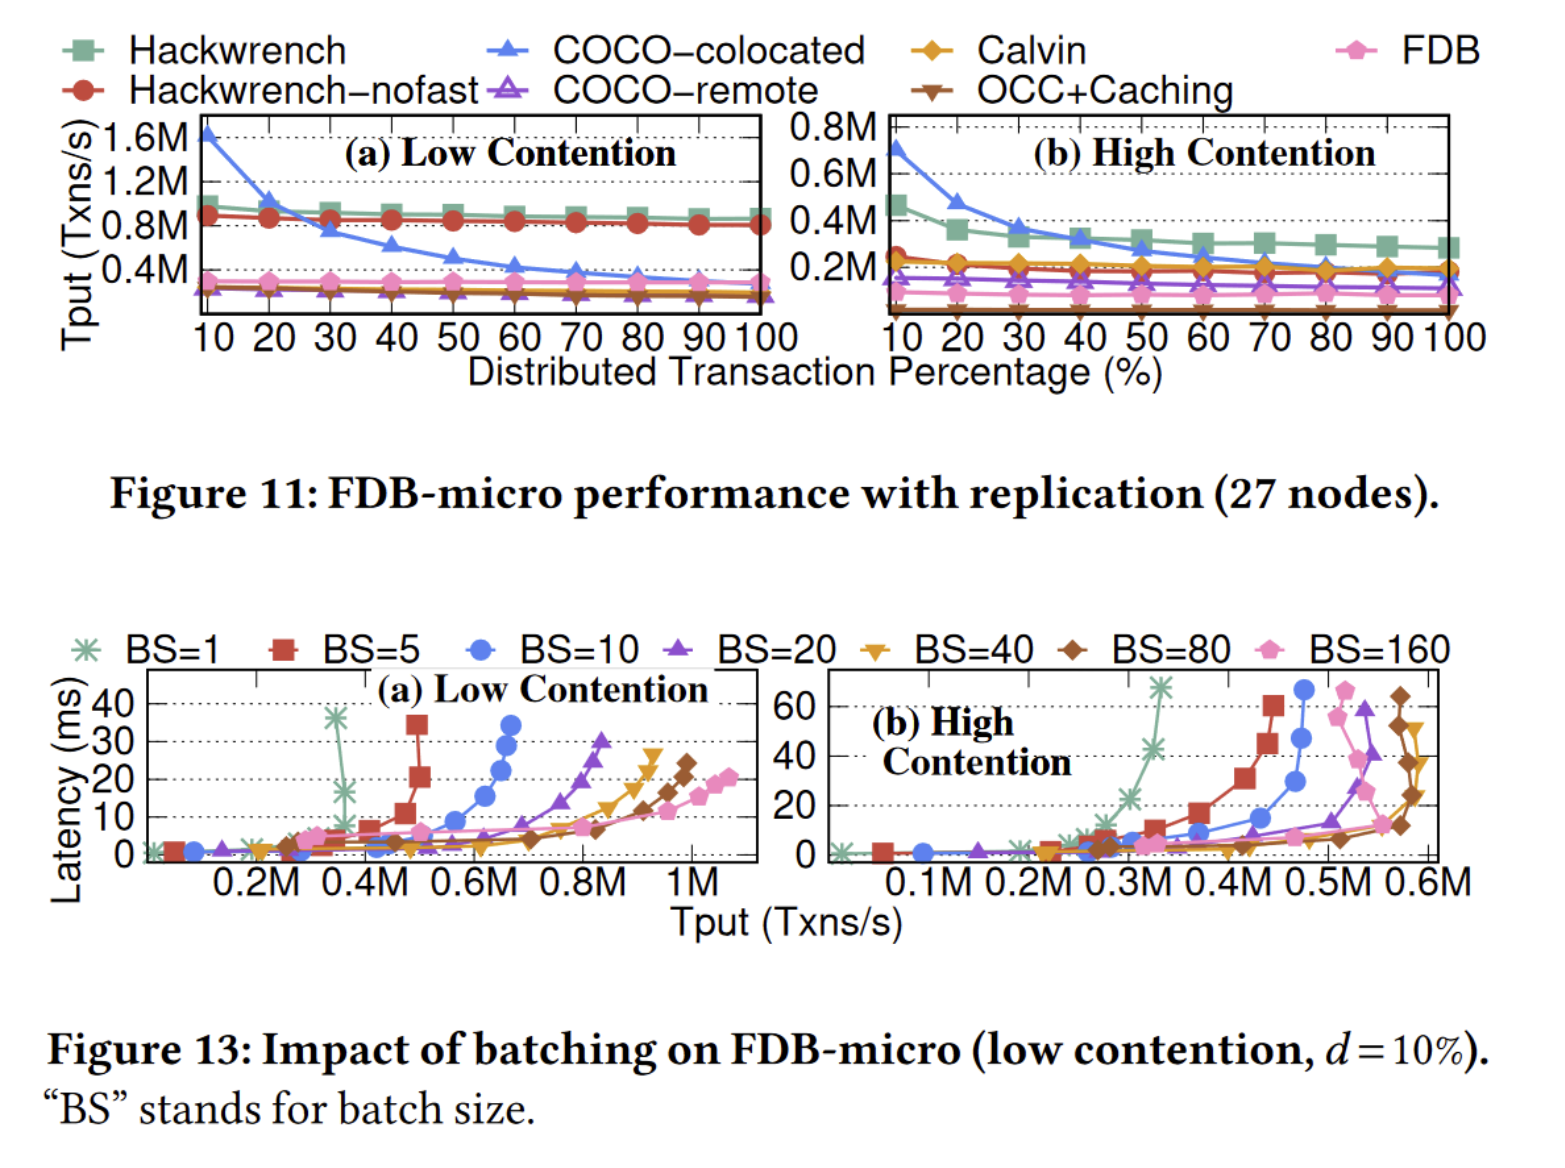 Hackwrench COCO−colocated Calvin FDB
Hackwrench−nofast COCO−remote OCC+Caching
Tput (Txns/s)
1.6M
1.2M
0.8M
0.4M
(a) Low Contention
10 20 30 40 50 60 70 80 90 100
0.8M
0.6M
0.4M
0.2M
(b) High Contention
10 20 30 40 50 60 70 80 90 100
Distributed Transaction Percentage (%)
Figure 11: FDB-micro performance with replication (27 nodes).
BS=1 BS=5 BS=10 BS=20 BS=40 BS=80 BS=160
Latency (ms)
40
30
20
10
0
(a) Low Contention
0.2M 0.4M 0.6M 0.8M 1M
60
40
20
0
(b) High
Contention
0.1M 0.2M 0.3M 0.4M 0.5M 0.6M
Tput (Txns/s)
Figure 13: Impact of batching on FDB-micro (low contention, d = 10%).
“BS” stands for batch size.